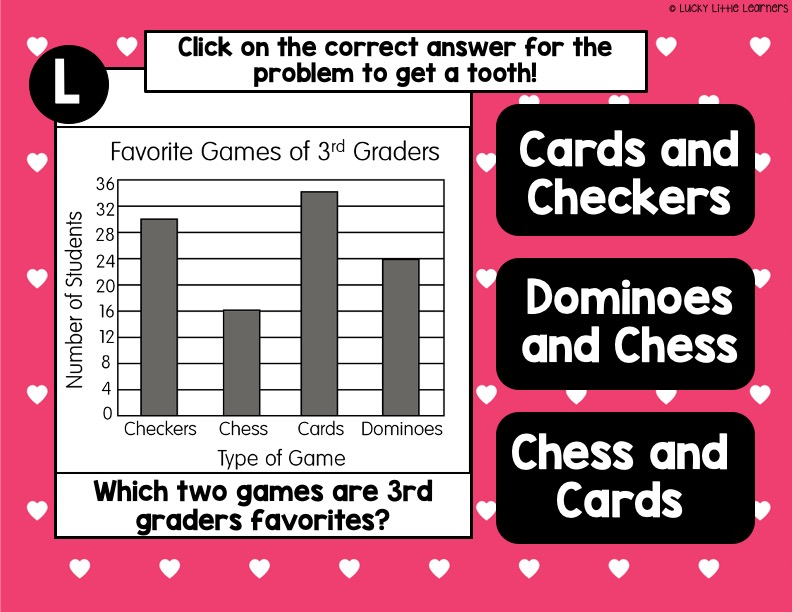 © Lucky Little Learners
Click on the correct answer for the
problem to get a tooth!
L
Favorite Games of 3rd Graders
Number of Students
36
32
28
24
20
16
12
8
4
0
Checkers Chess Cards Dominoes
Type of Game
Which two games are 3rd
graders favorites?
Cards and
Checkers
Dominoes
and Chess
Chess and
Cards